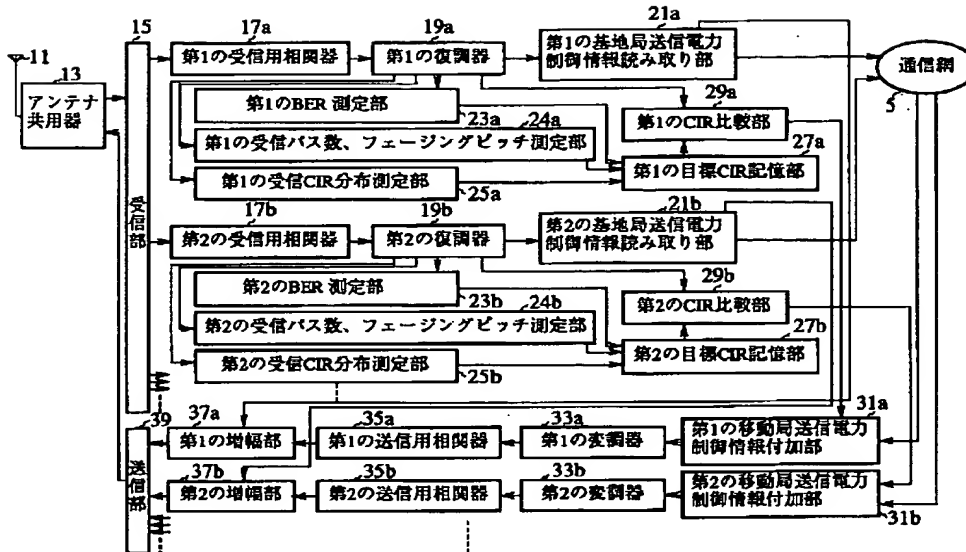 15
17a
19a
21a
11
13
アンテナ
共用器
第1の受信用相関器
第1の復調器
第1の基地局送信電力
制御情報読み取り部
通信網
5
第1のBER 測定部
23a
24a
29a
第1のCIR比較部
第1の受信パス数、フェージングピッチ測定部
27a
第1の受信CIR分布測定部
25a
第1の目標CIR記憶部
受信部
17b
19b
21b
第2の受信用相関器
第2の復調器
第2の基地局送信電力
制御情報読み取り部
第2のBER 測定部
23b
24b
29b
第2のCIR比較部
第2の受信パス数、フェージングピッチ測定部
27b
第2の受信CIR分布測定部
25b
第2の目標CIR記憶部
39
37a
35a
33a
31a
送信部
第1の増幅部
第1の送信用相関器
第1の変調器
第1の移動局送信電力
制御情報付加部
37b
35b
33b
第2の増幅部
第2の送信用相関器
第2の変調器
第2の移動局送信電力
制御情報付加部
31b